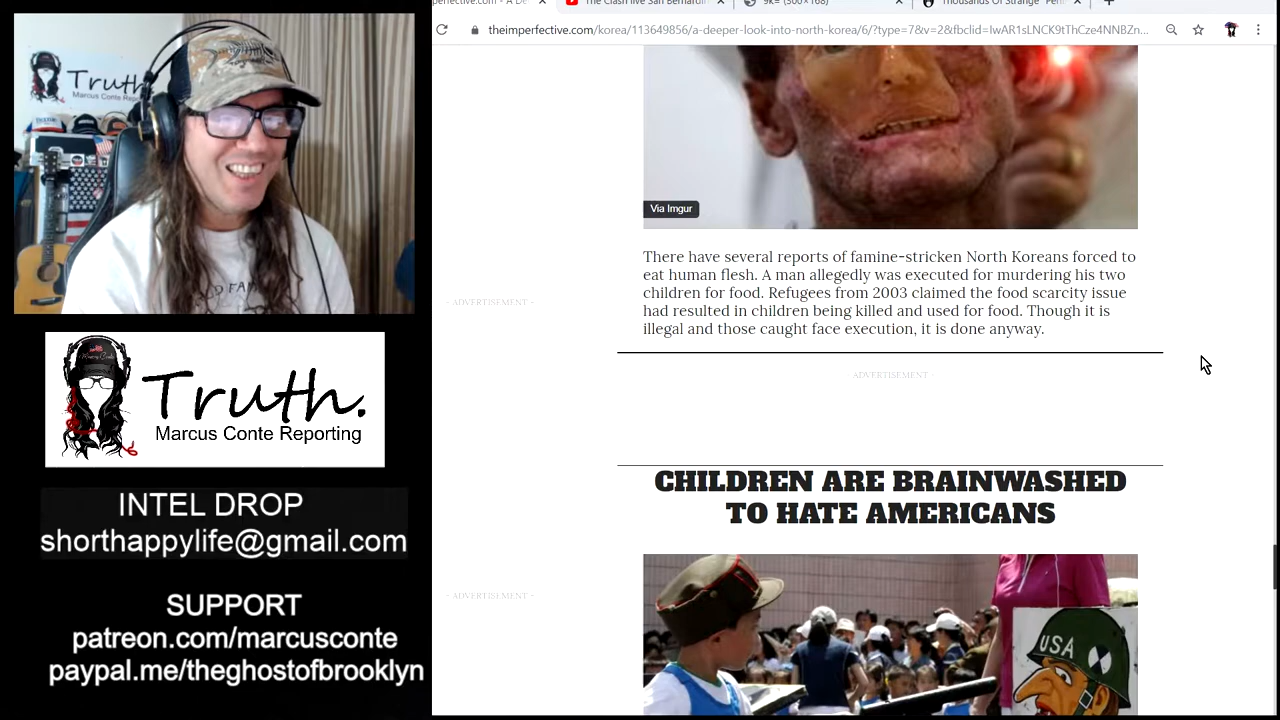 perfective.com - A De
The Clash live San Bernardin
9k= (300×168)
Thousands Of Strange 'Pen
theimperfective.com/korea/113649856/a-deeper-look-into-north-korea/6/?type=7&v=2&fbclid=IwAR1sLNCK9tThCze4NNBZn...
Truth.
Marcus Conte Repor
Via Imgur
There have several reports of famine-stricken North Koreans forced to
eat human flesh. A man allegedly was executed for murdering his two
children for food. Refugees from 2003 claimed the food scarcity issue
had resulted in children being killed and used for food. Though it is
illegal and those caught face execution, it is done anyway.
- ADVERTISEMENT -
- ADVERTISEMENT -
Truth.
Marcus Conte Reporting
CHILDREN ARE BRAINWASHED
TO HATE AMERICANS
INTEL DROP
shorthappylife@gmail.com
- ADVERTISEMENT -
SUPPORT
patreon.com/marcusconte
paypal.me/theghostofbrooklyn
USA